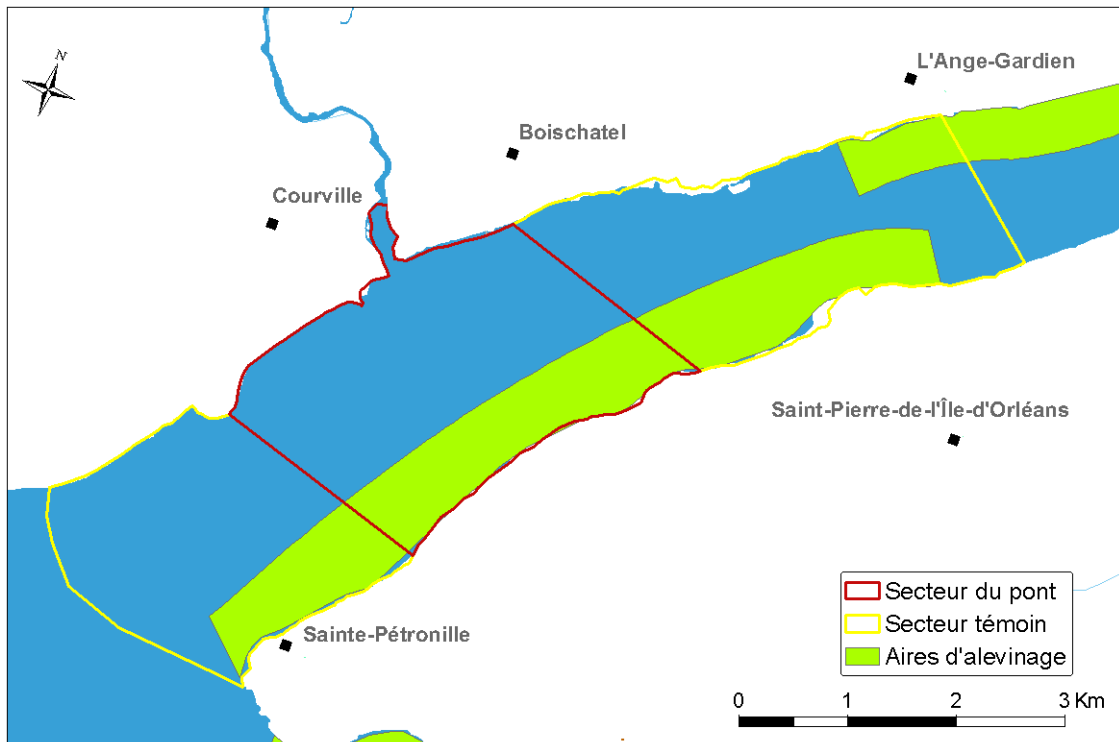 N
L'Ange-Gardien
Boischatel
Courville
Saint-Pierre-de-l'Île-d'Orléans
Sainte-Pétronille
Secteur du pont
Secteur témoin
Aires d'alevinage
0 1 2 3 Km